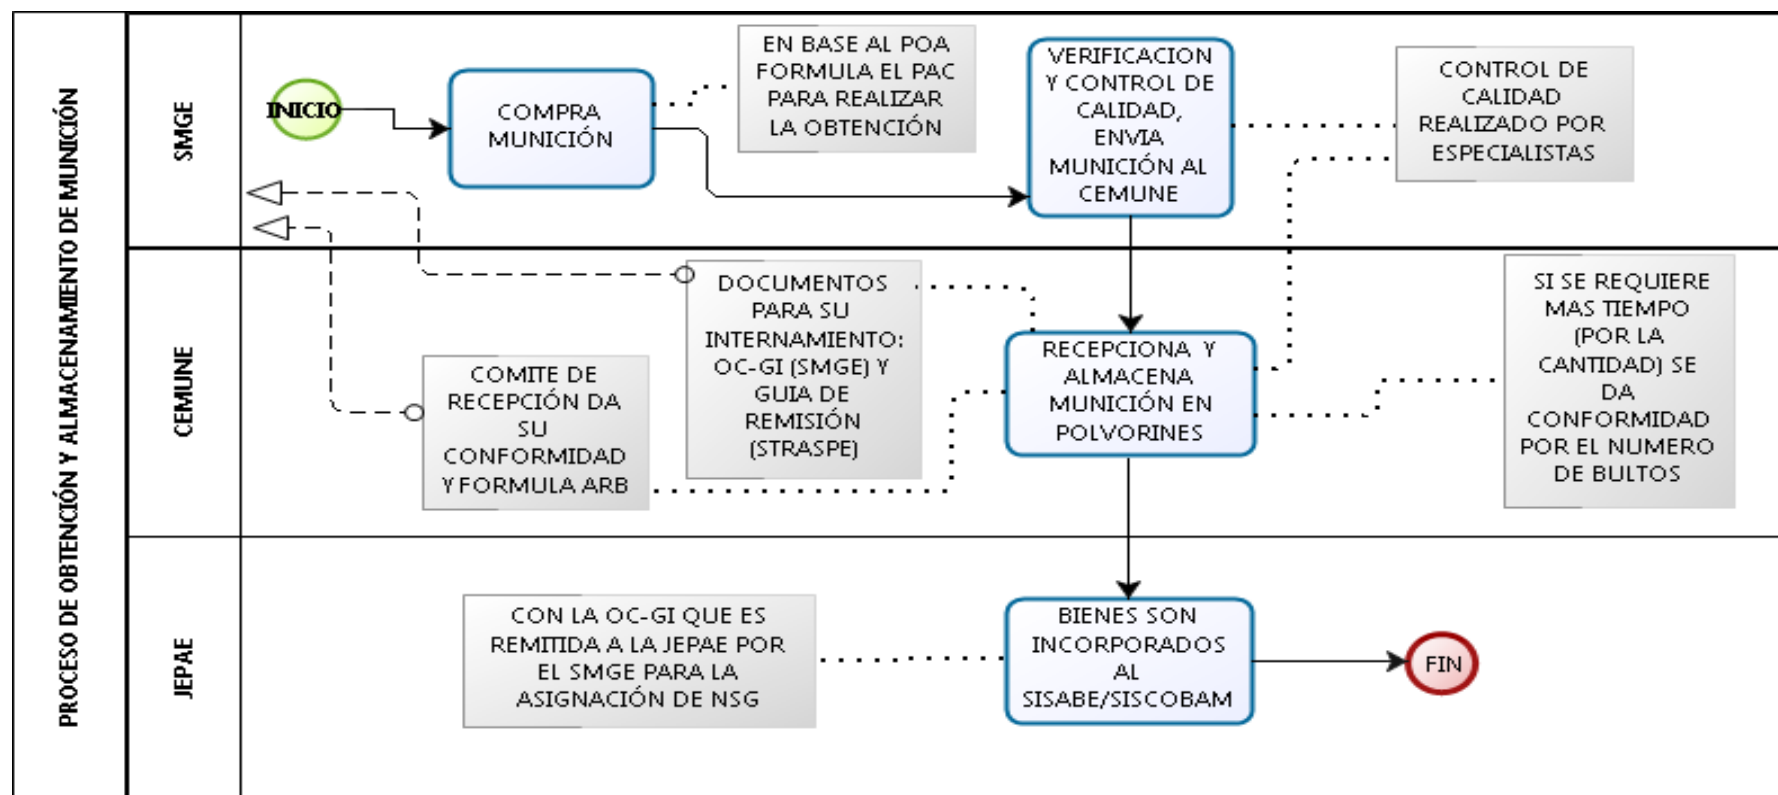 PROCESO DE OBTENCIÓN Y ALMACENAMIENTO DE MUNICIÓN
SMGE
INICIO
COMPRA
MUNICIÓN
EN BASE AL POA
FORMULA EL PAC
PARA REALIZAR
LA OBTENCIÓN
VERIFICACION
Y CONTROL DE
CALIDAD,
ENVIA
MUNICIÓN AL
CEMUNE
CONTROL DE
CALIDAD
REALIZADO POR
ESPECIALISTAS
CEMUNE
COMITE DE
RECEPCIÓN DA
SU
CONFORMIDAD
Y FORMULA ARB
DOCUMENTOS
PARA SU
INTERNAMIENTO:
OC-GI (SMGE) Y
GUIA DE
REMISIÓN
(STRASPE)
RECEPCIONA Y
ALMACENA
MUNICIÓN EN
POLVORINES
SI SE REQUIERE
MAS TIEMPO
(POR LA
CANTIDAD) SE
DA
CONFORMIDAD
POR EL NUMERO
DE BULTOS
JEPAE
CON LA OC-GI QUE ES
REMITIDA A LA JEPAE POR
EL SMGE PARA LA
ASIGNACIÓN DE NSG
BIENES SON
INCORPORADOS
AL
SISABE/SISCOBAM
FIN